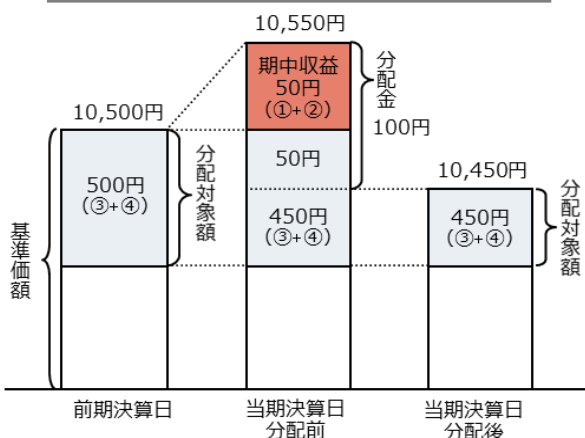 10,550円
期中収益
50円
(①+②)
分配金
100円
10,500円
50円
10,450円
500円
(③+④)
分配対象額
450円
(③+④)
450円
(③+④)
分配対象額
基準価額
前期決算日
当期決算日
分配前
当期決算日
分配後